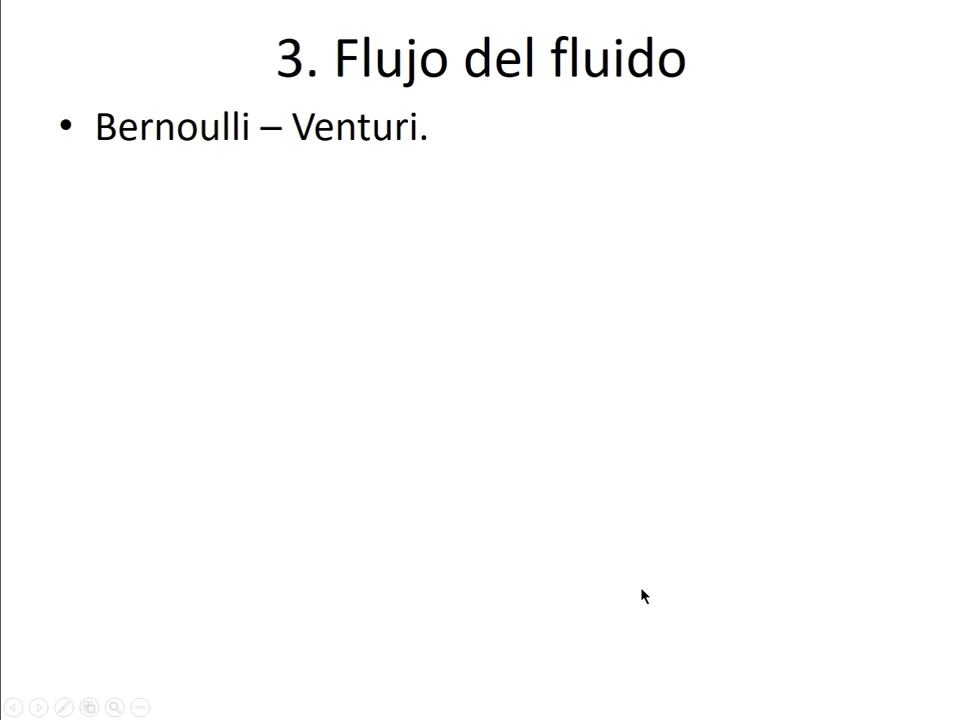 3. Flujo del fluido
• Bernoulli – Venturi.